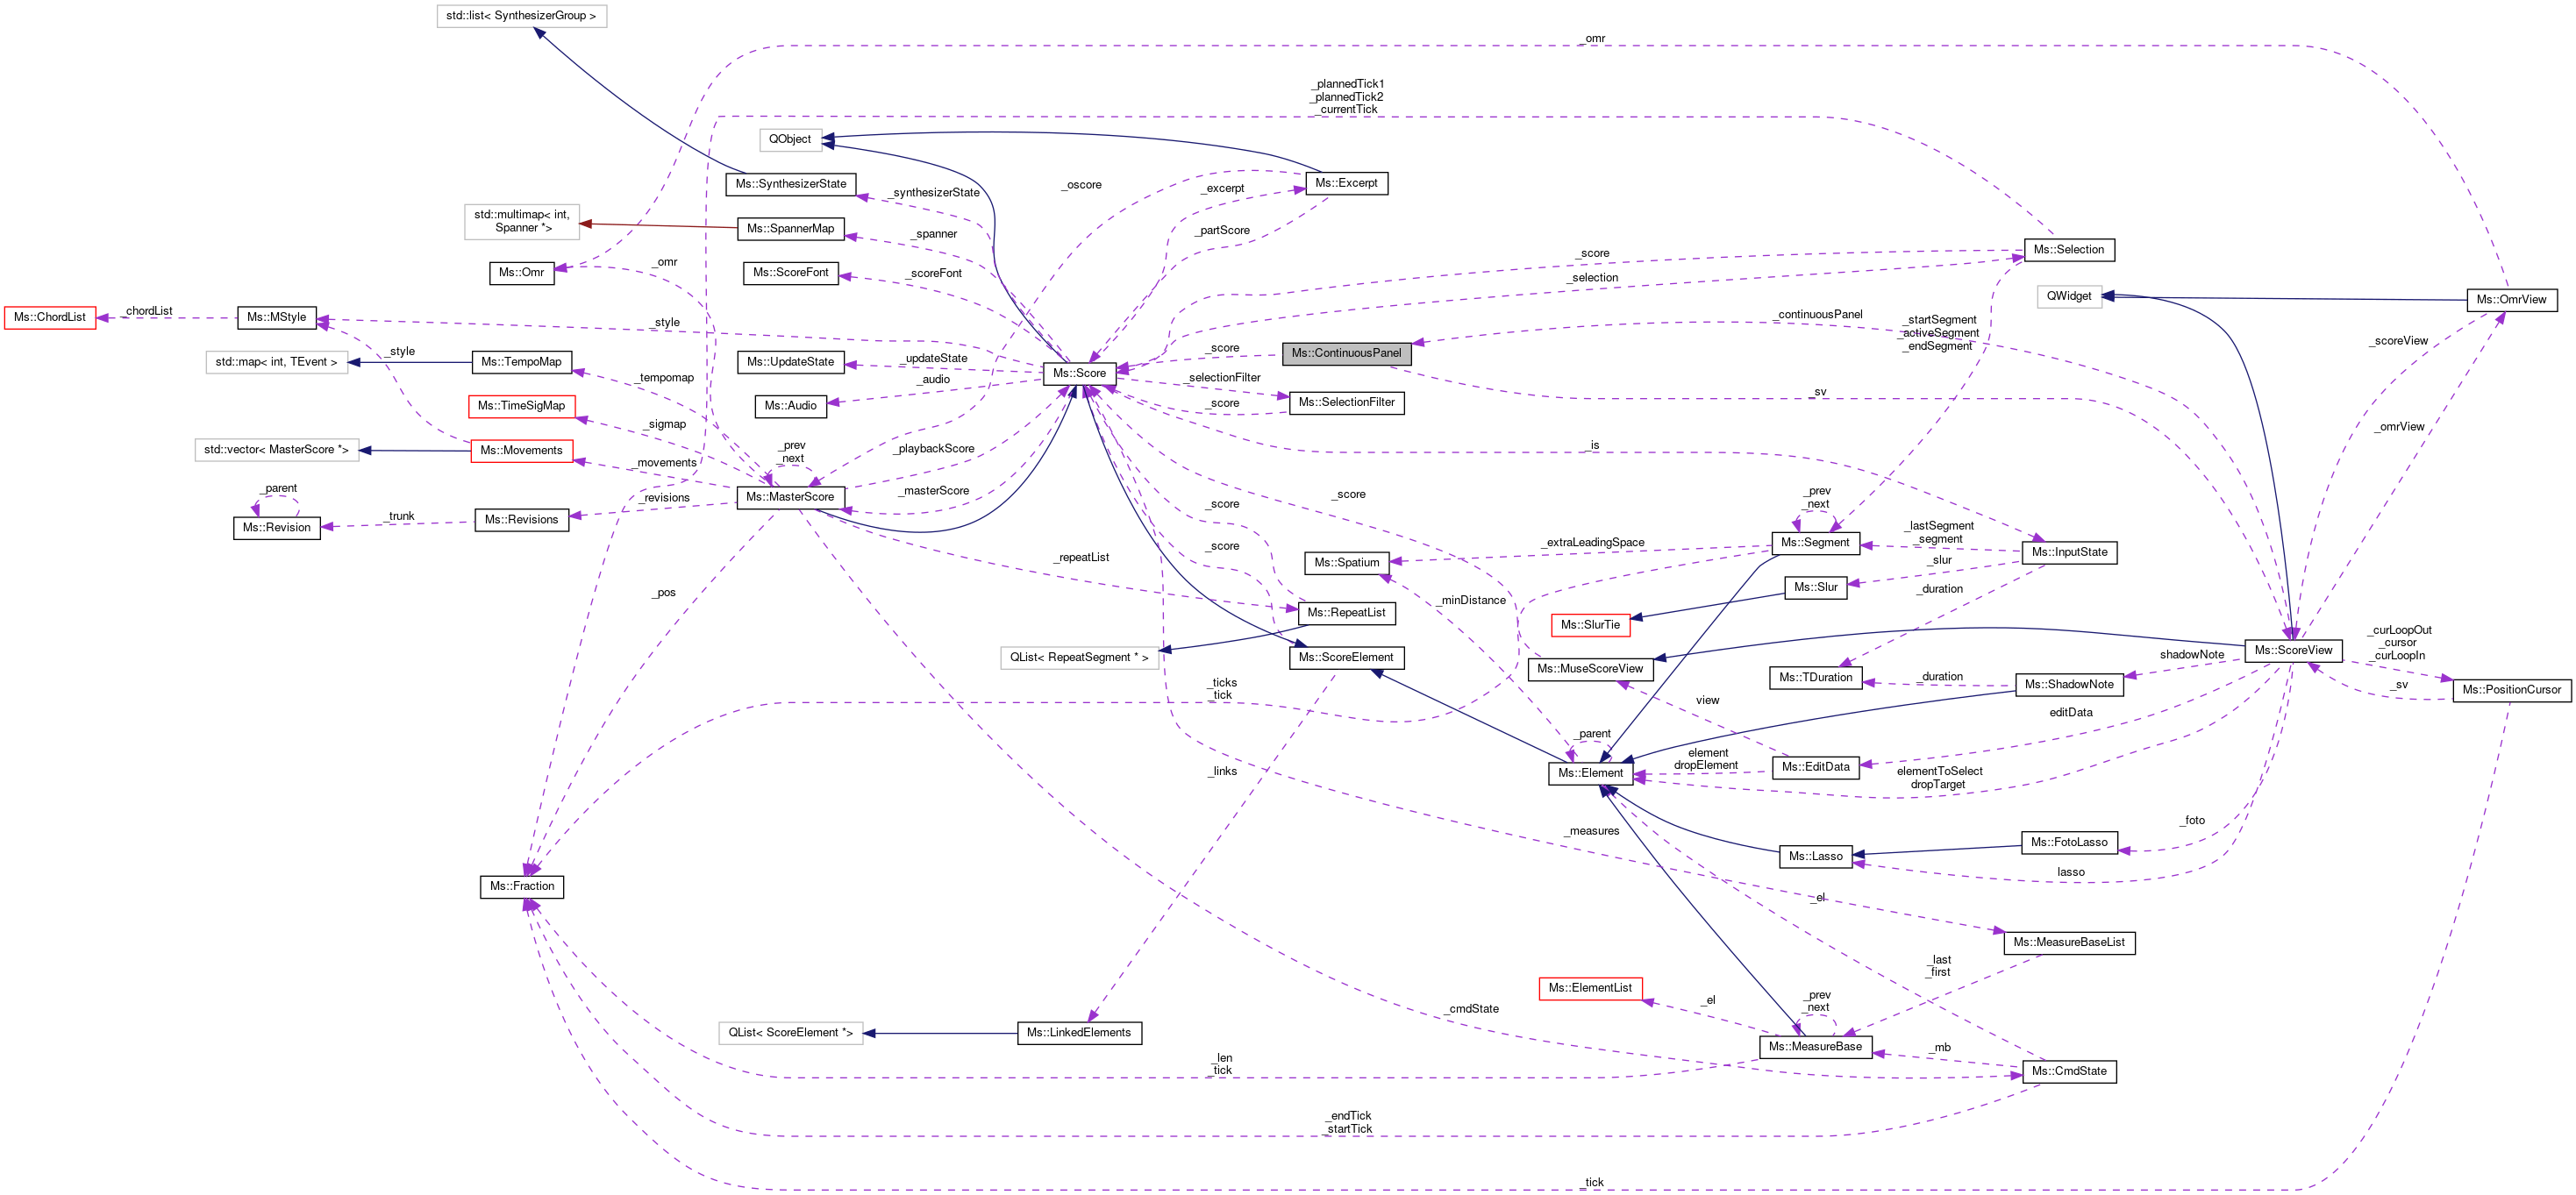 std::list< SynthesizerGroup >
_omr
_plannedTick1
_plannedTick2
_currentTick
QObject
Ms::SynthesizerState
_synthesizerState
_oscore
_excerpt
Ms::Excerpt
std::multimap< int,
Spanner *>
Ms::SpannerMap
_spanner
_partScore
Ms::Selection
Ms::Omr
_omr
Ms::ScoreFont
_scoreFont
_score
_selection
QWidget
Ms::OmrView
Ms::ChordList
_chordList
Ms::MStyle
_style
_continuousPanel
_startSegment
_activeSegment
_endSegment
_scoreView
std::map< int, TEvent >
_style
Ms::TempoMap
Ms::UpdateState
_updateState
Ms::Score
_score
Ms::ContinuousPanel
_tempomap
_audio
_selectionFilter
Ms::TimeSigMap
Ms::Audio
_score
Ms::SelectionFilter
_sv
_sigmap
_omrView
std::vector< MasterScore *>
Ms::Movements
_movements
_prev
_next
_playbackScore
_is
_parent
Ms::Revision
_trunk
Ms::Revisions
_revisions
Ms::MasterScore
_masterScore
_score
_score
_prev
_next
_lastSegment
_segment
_score
_extraLeadingSpace
Ms::Segment
Ms::InputState
_repeatList
Ms::Spatium
_slur
Ms::Slur
_duration
_pos
Ms::RepeatList
_minDistance
Ms::SlurTie
QList< RepeatSegment * >
Ms::ScoreElement
Ms::MuseScoreView
Ms::TDuration
_duration
Ms::ShadowNote
shadowNote
Ms::ScoreView
_curLoopOut
_cursor
_curLoopIn
_sv
Ms::PositionCursor
_ticks
_tick
view
editData
_parent
_links
Ms::Element
element
dropElement
Ms::EditData
elementToSelect
dropTarget
_measures
_foto
Ms::Lasso
Ms::FotoLasso
lasso
Ms::Fraction
_el
Ms::MeasureBaseList
_last
_first
Ms::ElementList
_el
_prev
_next
_cmdState
QList< ScoreElement *>
Ms::LinkedElements
Ms::MeasureBase
_mb
Ms::CmdState
_len
_tick
_endTick
_startTick
_tick